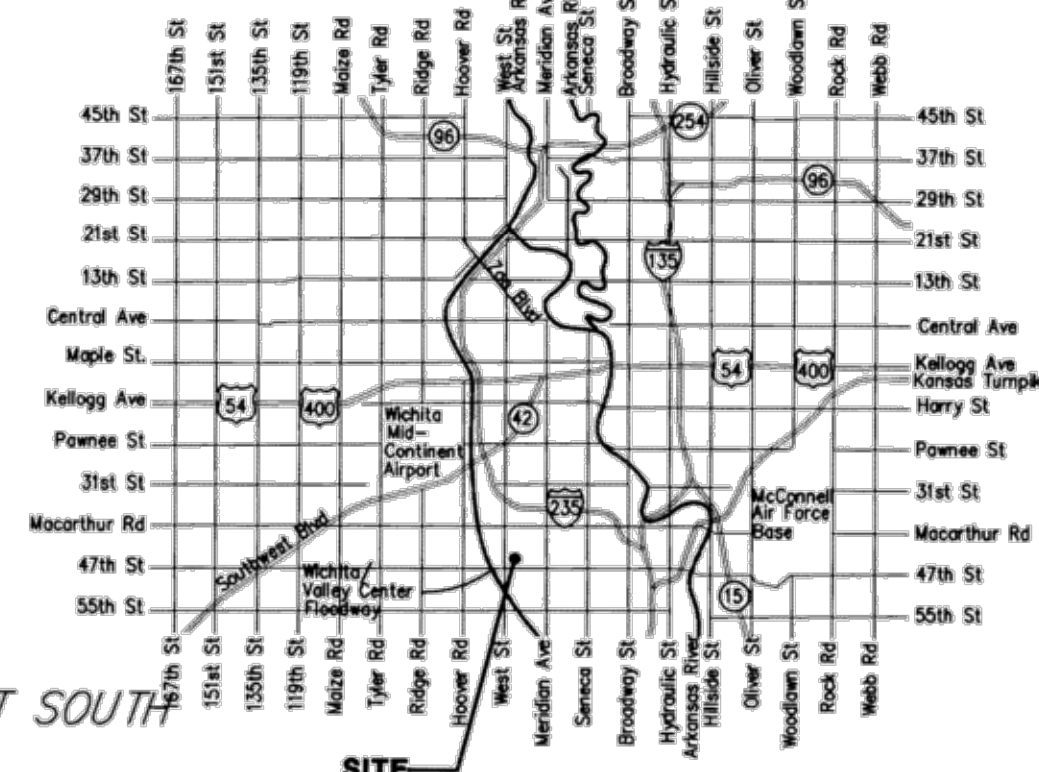 167th St
151st St
135th St
119th St
Maize Rd
Tyler Rd
Ridge Rd
Hoover Rd
West St
Arkansas R
Meridian Av
Arkansas Ri
Seneca St
Broadway S
Hydraulic S
Hillside St
Oliver St
Woodlawn S
Rock Rd
Webb Rd
45th St
37th St
29th St
21st St
13th St
Central Ave
Maple St.
Kellogg Ave
Pawnee St
31st St
Macarthur Rd
47th St
55th St
96
254
96
135
Zoo Blvd
54
400
54
400
42
Wichita
Mid-
Continent
Airport
235
McConnell
Air Force
Base
Southwest Blvd
Wichita/
Valley Center
Floodway
15
45th St
37th St
29th St
21st St
13th St
Central Ave
Kellogg Ave
Kansas Turnpik
Harry St
Pawnee St
31st St
Macarthur Rd
47th St
55th St
167th St
151st St
135th St
119th St
Maize Rd
Tyler Rd
Ridge Rd
Hoover Rd
West St
Meridian Ave
Seneca St
Broadway St
Hydraulic St
Arkansas River
Hillside St
Oliver St
Woodlawn St
Rock Rd
Webb Rd
T SOUTH
SITE